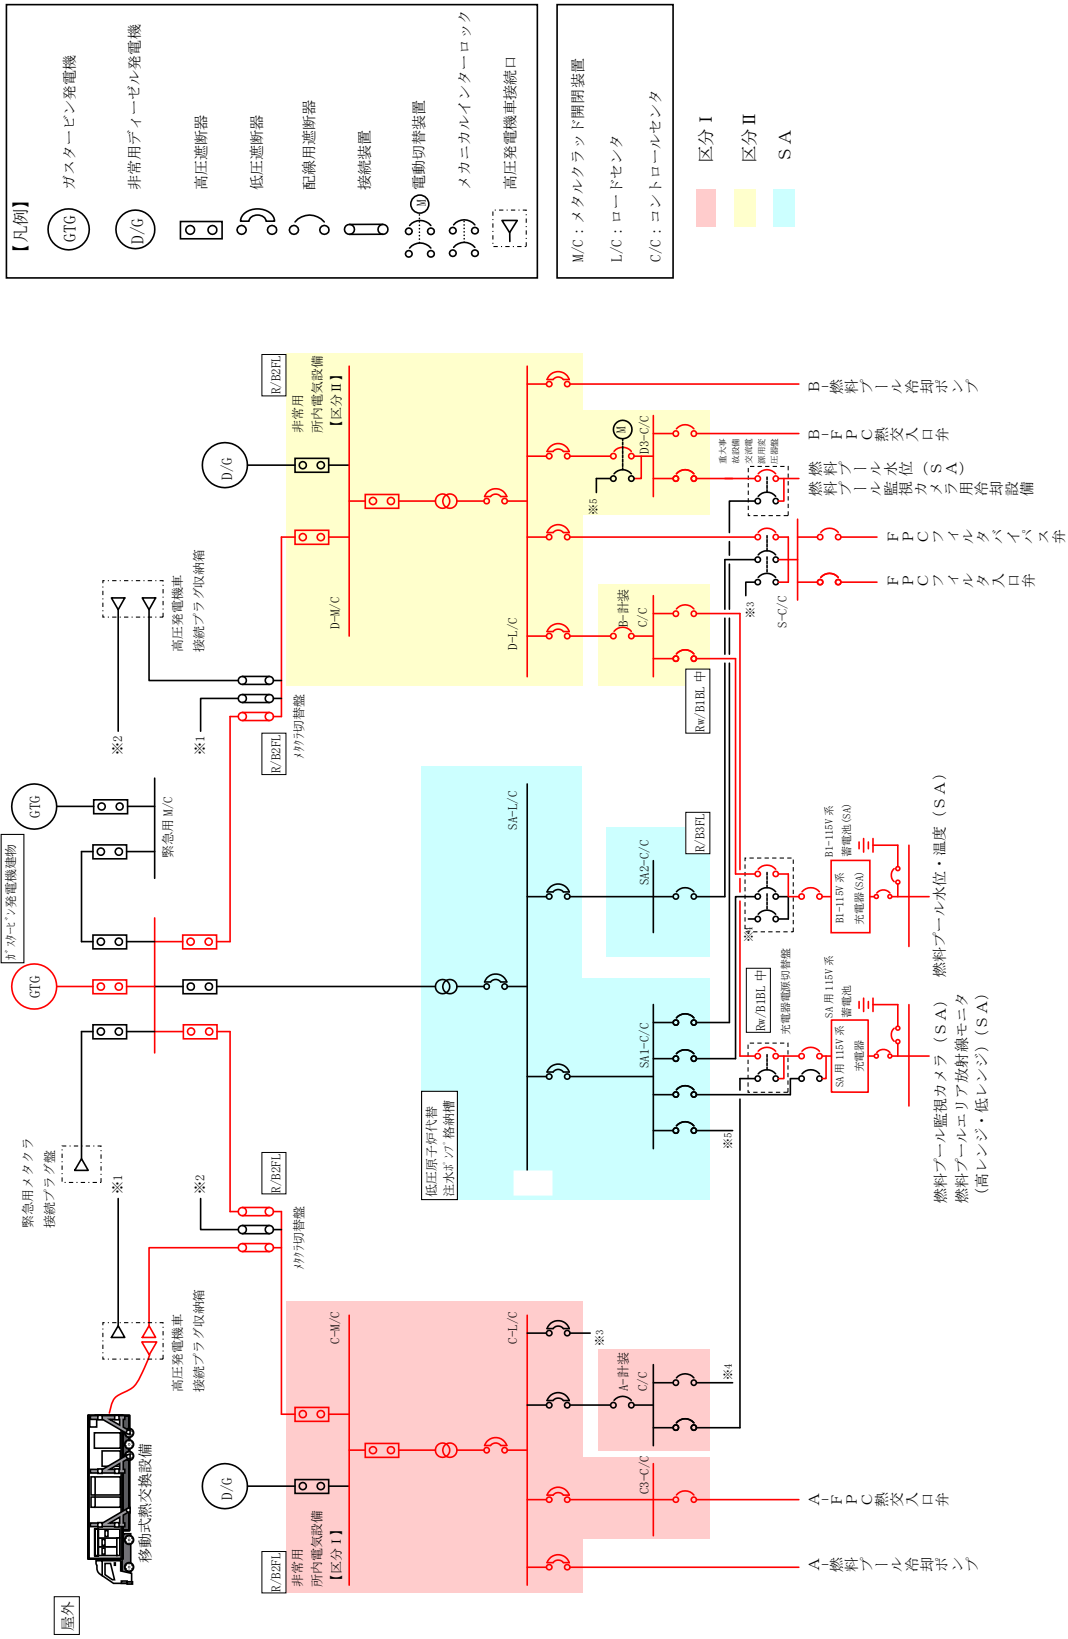 【凡例】
GTG
ガスタービン発電機
D/G
非常用ディーゼル発電機
高圧遮断器
低圧遮断器
配線用遮断器
接続装置
M
電動切替装置
メカニカルインターロック
高圧発電機車接続口
M/C：メタルクラッド開閉装置
L/C：ロードセンタ
C/C：コントロールセンタ
区分Ⅰ
区分Ⅱ
SA
屋外
移動式熱交換設備
高圧発電機車
接続プラグ収納箱
緊急用メタクラ
接続プラグ盤
※1
※2
ガスタービン発電機建物
GTG
GTG
緊急用M/C
R/B2FL
メタクラ切替盤
※2
※1
高圧発電機車
接続プラグ収納箱
R/B2FL
メタクラ切替盤
D/G
R/B2FL
非常用
所内電気設備
【区分Ⅰ】
C-M/C
C-L/C
※3
C3-C/C
A-計装
C/C
※4
A-燃料プール冷却ポンプ
A-FPC熱交入口弁
低圧原子炉代替
注水ポンプ格納槽
SA-L/C
SA1-C/C
SA2-C/C
※5
R/B3FL
D/G
R/B2FL
非常用
所内電気設備
【区分Ⅱ】
D-M/C
D-L/C
B-計装
C/C
D3-C/C
M
※5
重大事
故設備
交流電
源用変
圧器盤
Rw/B1BL 中
※3
S-C/C
※4
Rw/B1BL 中
充電器電源切替盤
SA用115V系
充電器
SA用115V系
蓄電池
B1-115V系
充電器(SA)
B1-115V系
蓄電池(SA)
燃料プール監視カメラ（SA）
燃料プールエリア放射線モニタ
（高レンジ・低レンジ）（SA）
燃料プール水位・温度（SA）
FPCフィルタ入口弁
FPCフィルタバイパス弁
燃料プール水位（SA）
燃料プール監視カメラ用冷却設備
B-FPC熱交入口弁
B-燃料プール冷却ポンプ